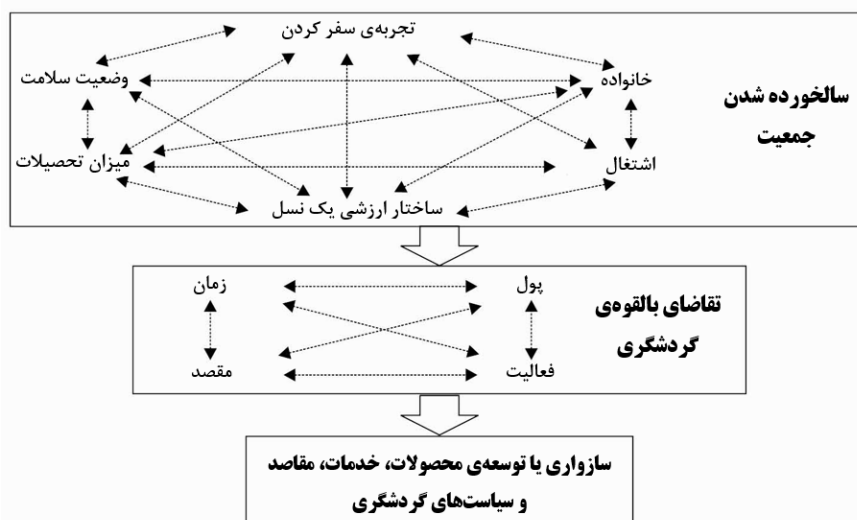 تجربه‌ی سفر کردن
خانواده
وضعیت سلامت
سالخورده شدن
جمعیت
اشتغال
میزان تحصیلات
ساختار ارزشی یک نسل
پول
زمان
تقاضای بالقوه‌ی
گردشگری
فعالیت
مقصد
سازواری یا توسعه‌ی محصولات، خدمات، مقاصد
و سیاست‌های گردشگری